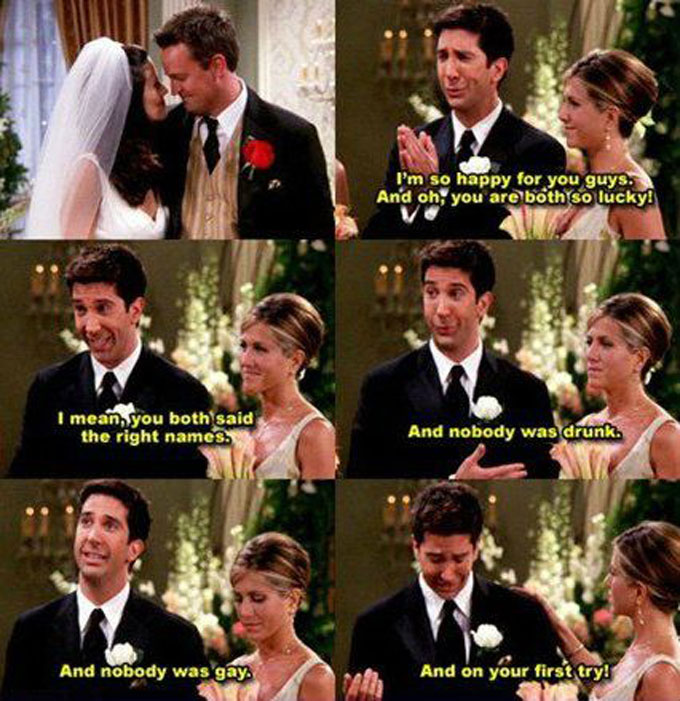 I'm so happy for you guys.
And oh, you are both so lucky!
I mean, you both said
the right names.
And nobody was drunk.
And nobody was gay.
And on your first try!